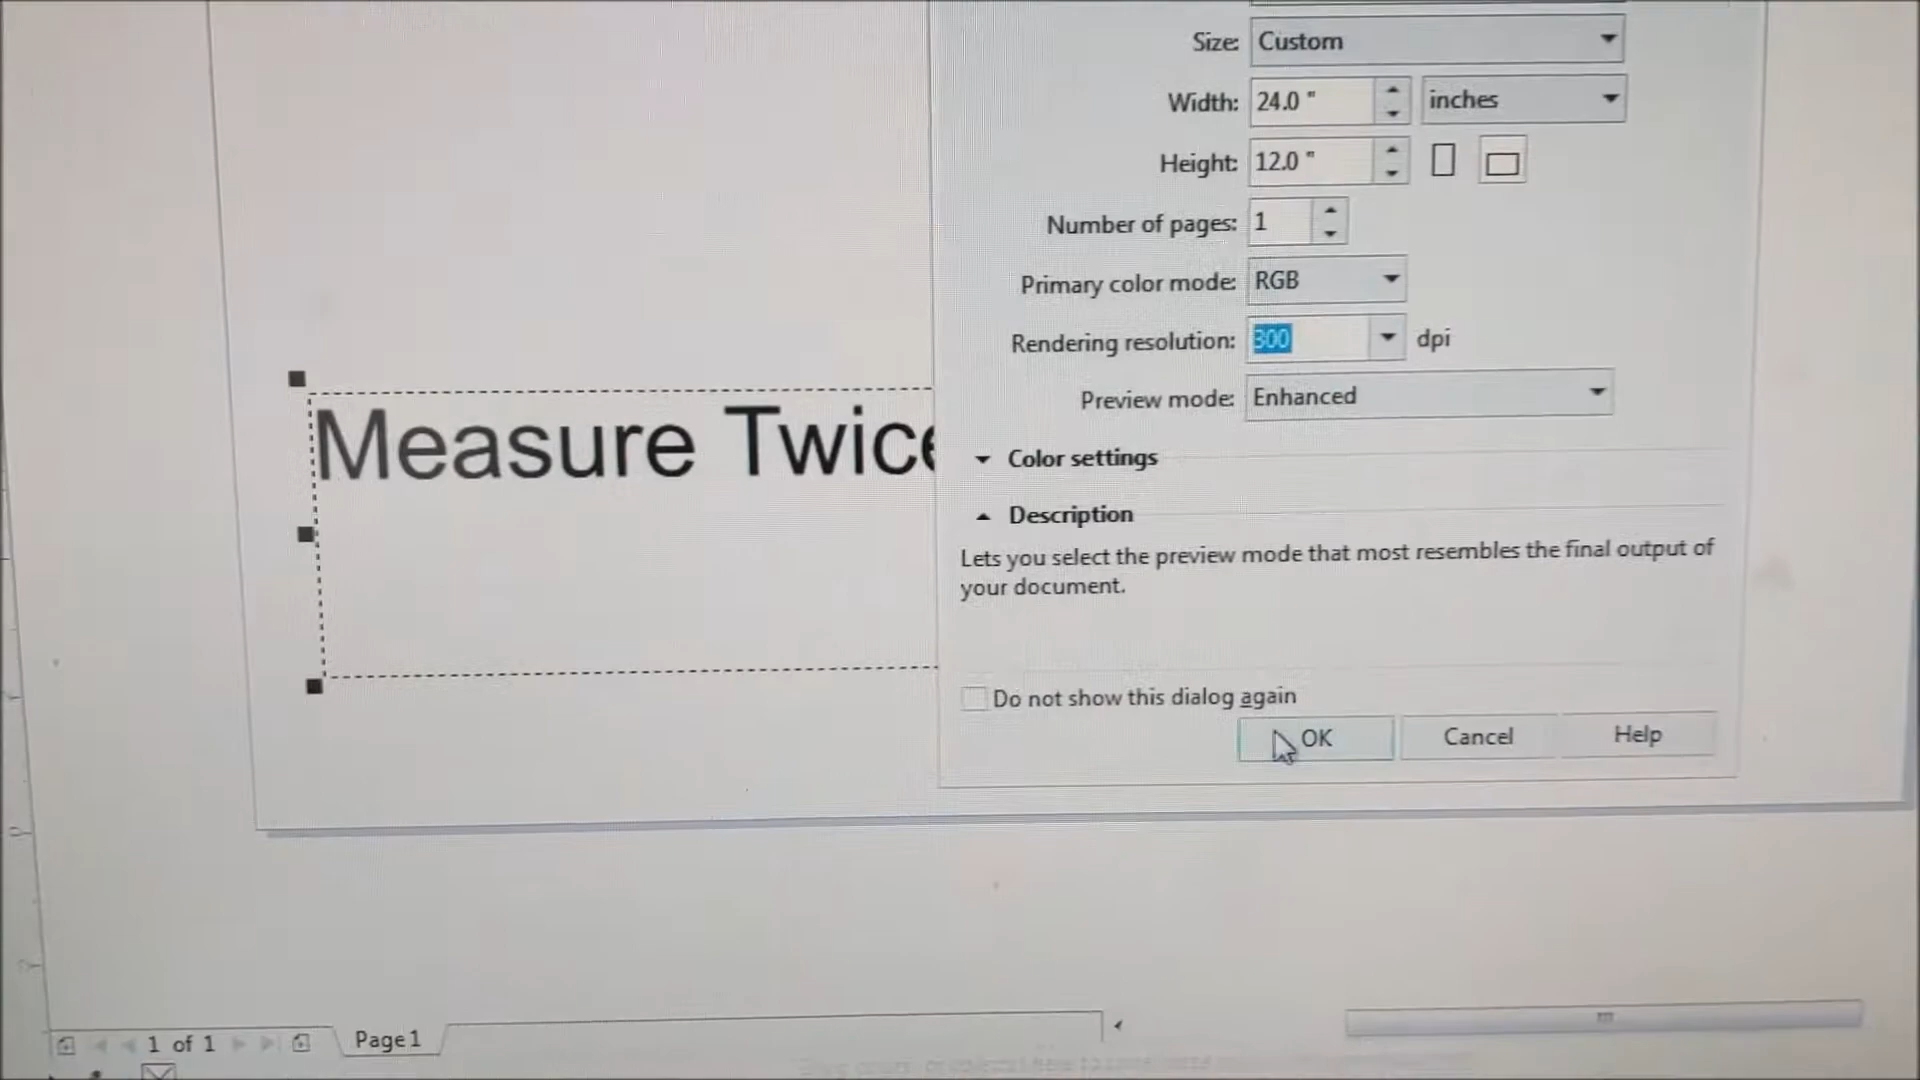 Size: Custom
Width: 24.0 " inches
Height: 12.0 "
Number of pages: 1
Primary color mode: RGB
Rendering resolution: 300 dpi
Preview mode: Enhanced
Measure Twice
Color settings
Description
Lets you select the preview mode that most resembles the final output of
your document.
Do not show this dialog again
OK Cancel Help
1 of 1 Page 1